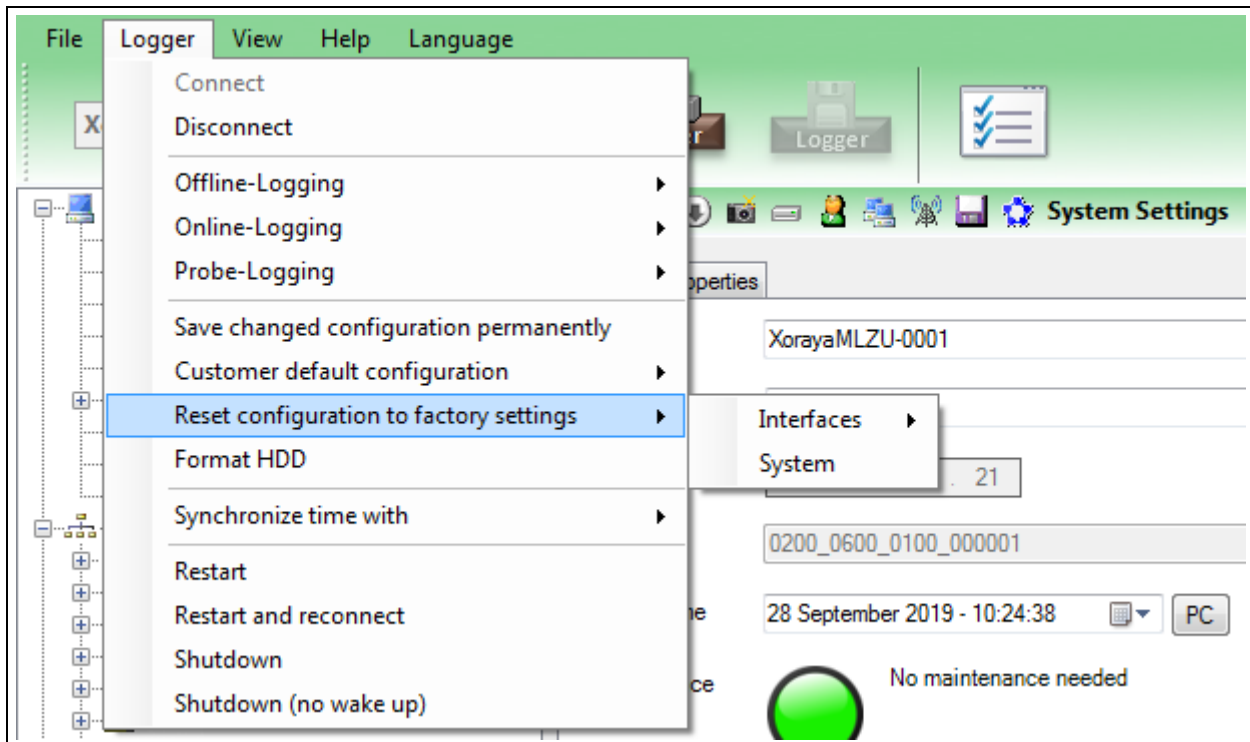 File Logger View Help Language
Connect
Disconnect
Logger
Offline-Logging
Online-Logging
System Settings
Probe-Logging
Save changed configuration permanently
XorayaMLZU-0001
Customer default configuration
Reset configuration to factory settings
Interfaces
System
Format HDD
. 21
Synchronize time with
0200_0600_0100_000001
Restart
Restart and reconnect
28 September 2019 - 10:24:38
PC
Shutdown
No maintenance needed
Shutdown (no wake up)